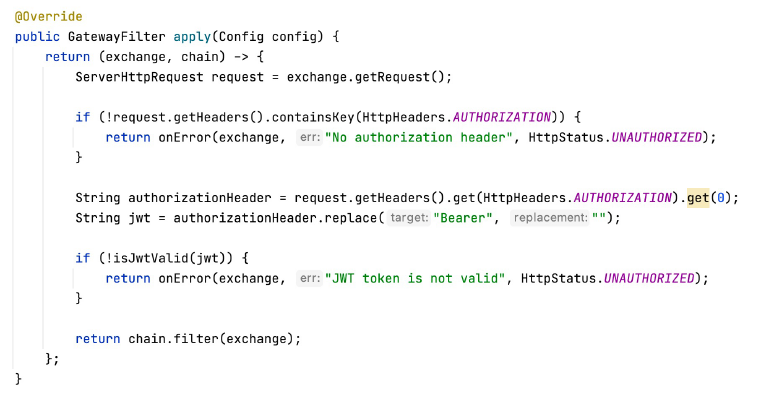 @Override
public GatewayFilter apply(Config config) {
return (exchange, chain) -> {
ServerHttpRequest request = exchange.getRequest();
if (!request.getHeaders().containsKey(HttpHeaders.AUTHORIZATION)) {
return onError(exchange, err: "No authorization header", HttpStatus.UNAUTHORIZED);
}
String authorizationHeader = request.getHeaders().get(HttpHeaders.AUTHORIZATION).get(0);
String jwt = authorizationHeader.replace( target: "Bearer", replacement: "");
if (!isJwtValid(jwt)) {
return onError(exchange, err: "JWT token is not valid", HttpStatus.UNAUTHORIZED);
}
return chain.filter(exchange);
};
}